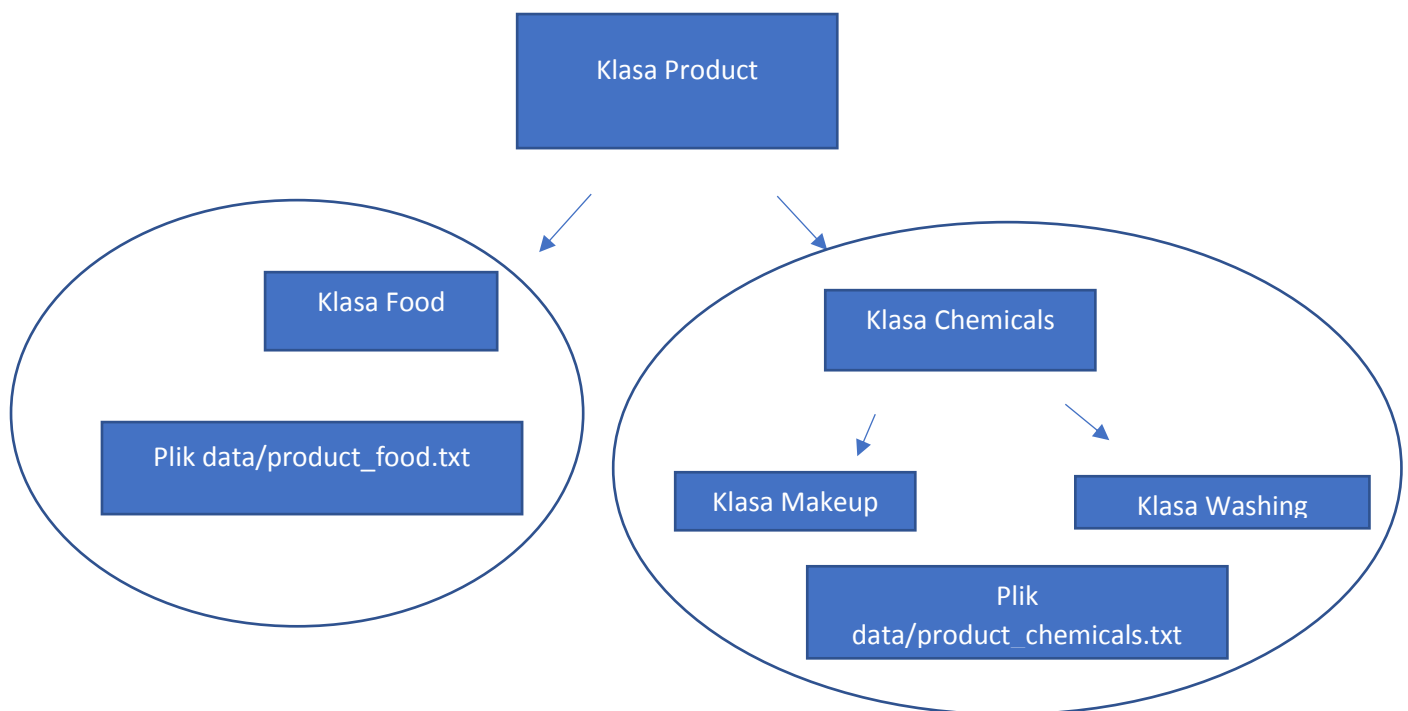 Klasa Product
Klasa Food
Klasa Chemicals
Plik data/product_food.txt
Klasa Makeup
Klasa Washing
Plik
data/product_chemicals.txt